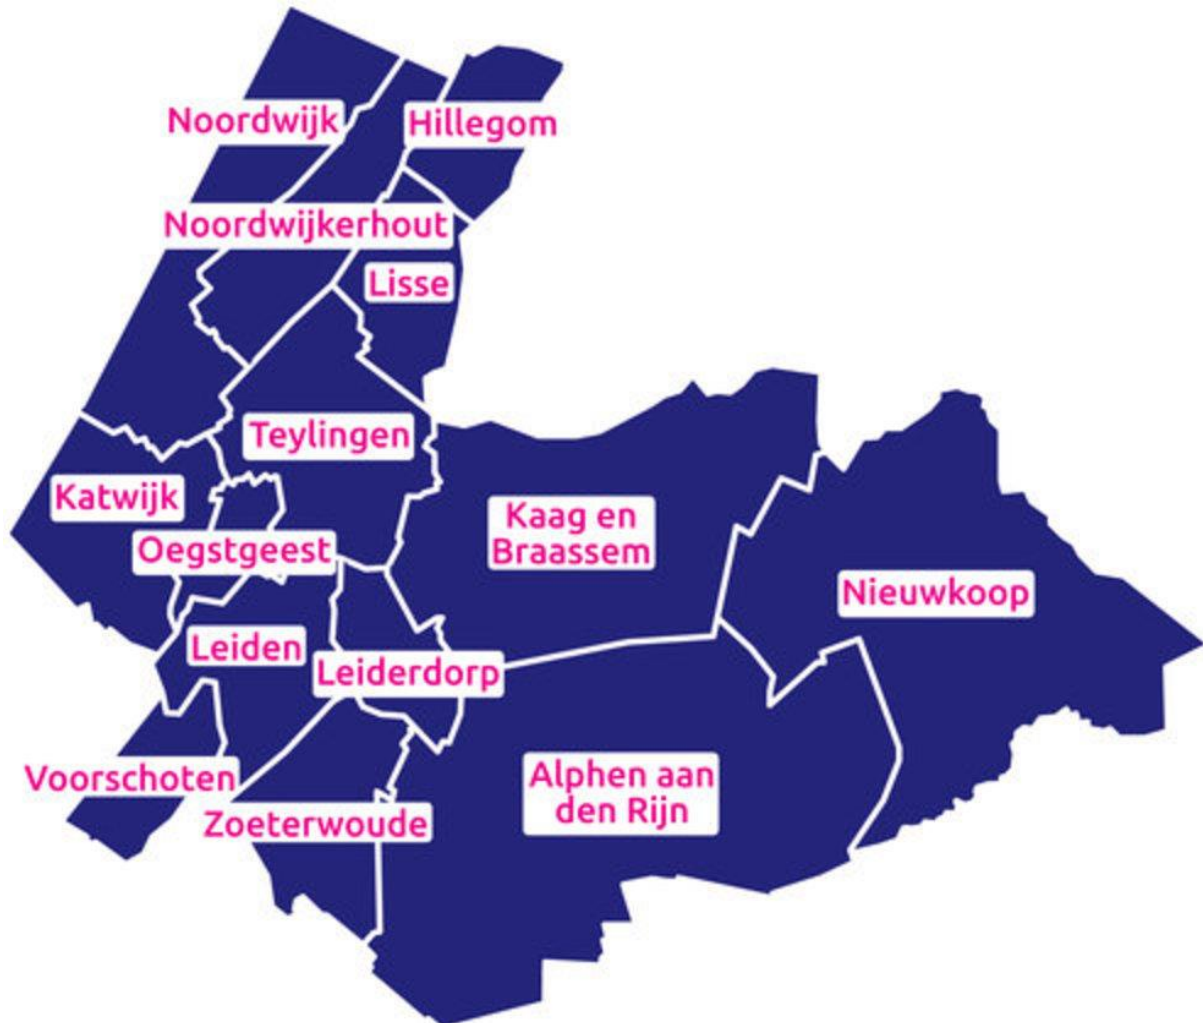 Noordwijk
Hillegom
Noordwijkerhout
Lisse
Teylingen
Katwijk
Kaag en
Braassem
Oegstgeest
Nieuwkoop
Leiden
Leiderdorp
Voorschoten
Alphen aan
den Rijn
Zoeterwoude